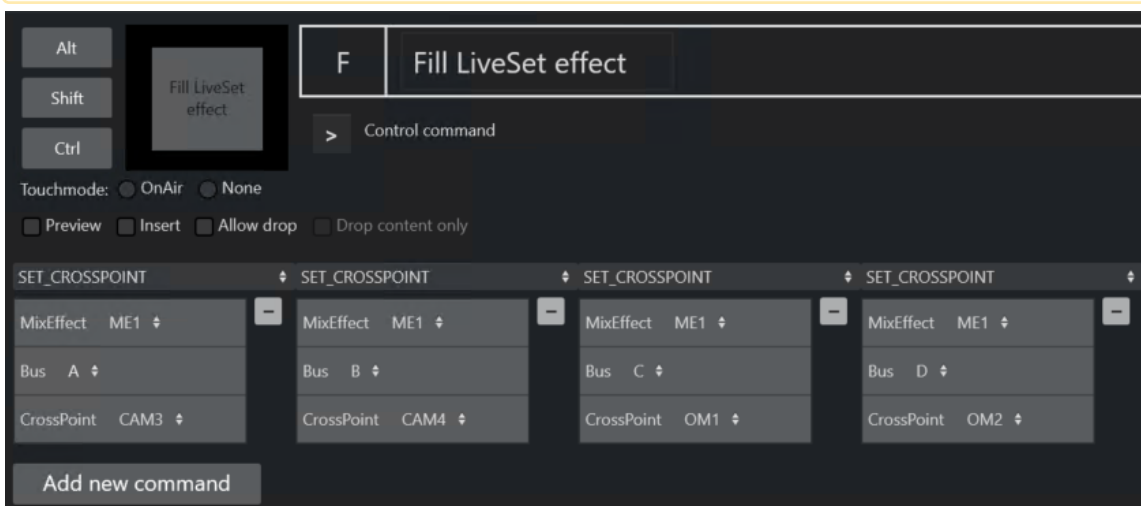 Alt
Shift
Ctrl
Fill LiveSet
effect
F Fill LiveSet effect
> Control command
Touchmode: OnAir None
Preview Insert Allow drop Drop content only
SET_CROSSPOINT SET_CROSSPOINT SET_CROSSPOINT SET_CROSSPOINT
MixEffect ME1 - MixEffect ME1 - MixEffect ME1 - MixEffect ME1 -
Bus A Bus B Bus C Bus D
CrossPoint CAM3 CrossPoint CAM4 CrossPoint OM1 CrossPoint OM2
Add new command